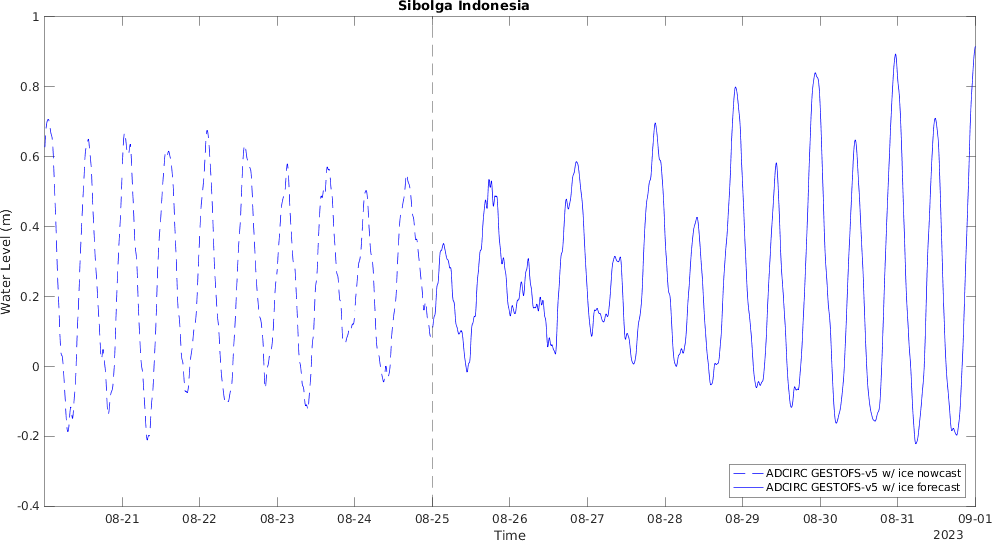 Sibolga Indonesia
1
0.8
0.6
0.4
0.2
0
-0.2
-0.4
Water Level (m)
ADCIRC GESTOFS-v5 w/ ice nowcast
ADCIRC GESTOFS-v5 w/ ice forecast
08-21 08-22 08-23 08-24 08-25 08-26 08-27 08-28 08-29 08-30 08-31 09-01
Time
2023